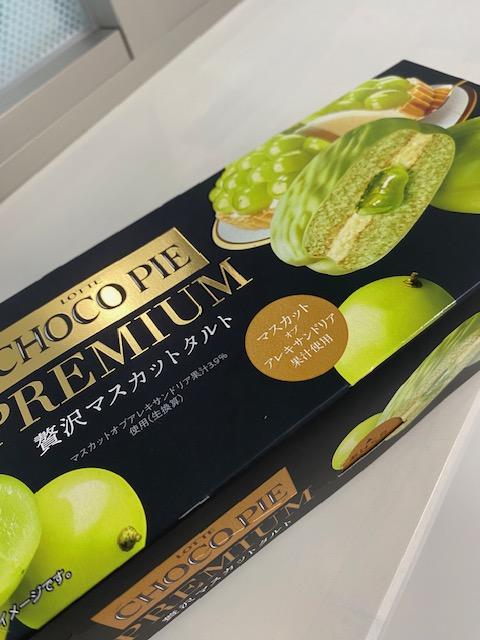 LOTTE
CHOCO PIE
PREMIUM
贅沢マスカットタルト
マスカットオブアレキサンドリア果汁3.9%
使用(生換算)
マスカット
オブ
アレキサンドリア
果汁使用
イメージです。
LOTTE
CHOCO PIE
PREMIUM
贅沢マスカットタルト